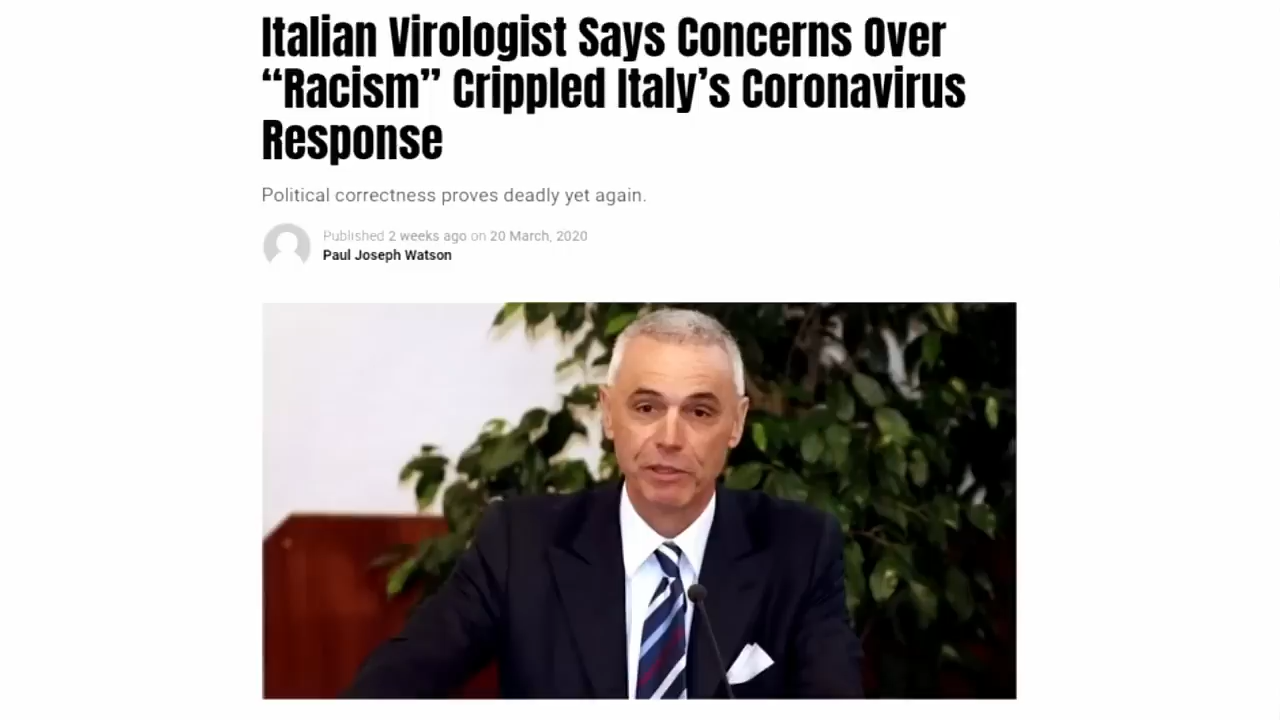 Italian Virologist Says Concerns Over
“Racism” Crippled Italy’s Coronavirus
Response
Political correctness proves deadly yet again.
Published 2 weeks ago on 20 March, 2020
Paul Joseph Watson